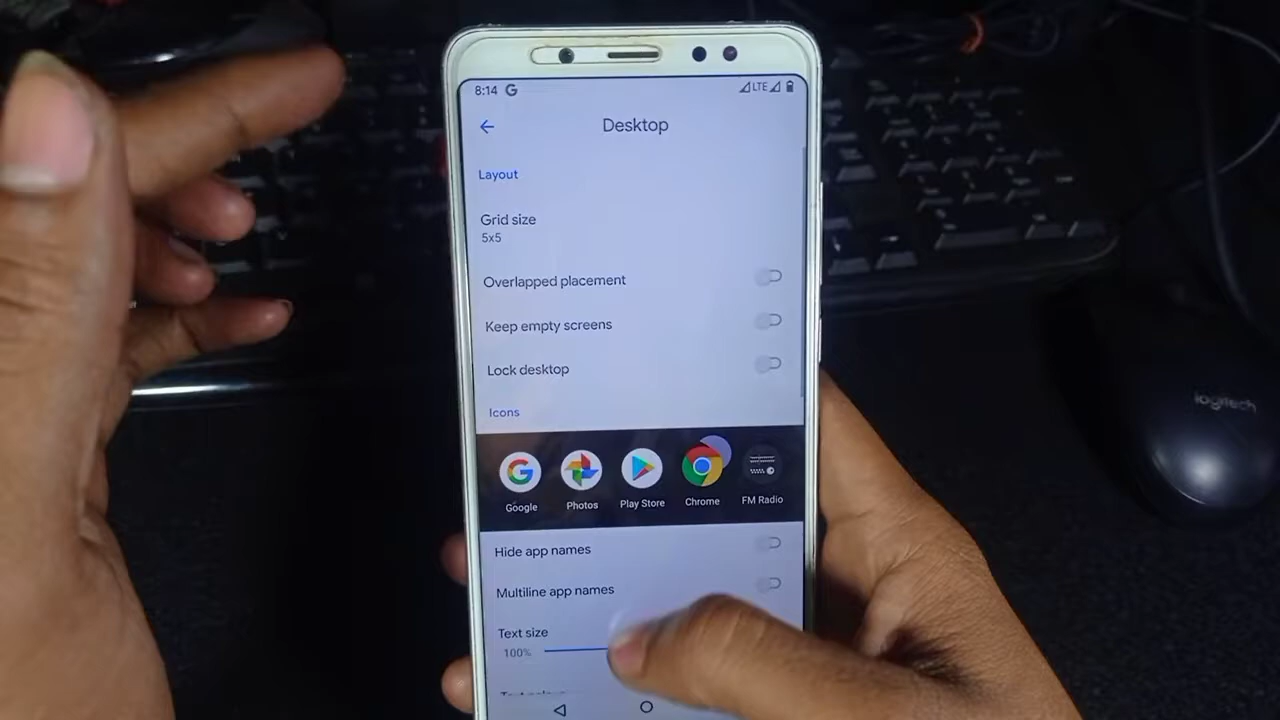 8:14 G LTE
Desktop
Layout
Grid size
5x5
Overlapped placement
Keep empty screens
Lock desktop
Icons
Google Photos Play Store Chrome FM Radio
Hide app names
Multiline app names
Text size
100%
logitech